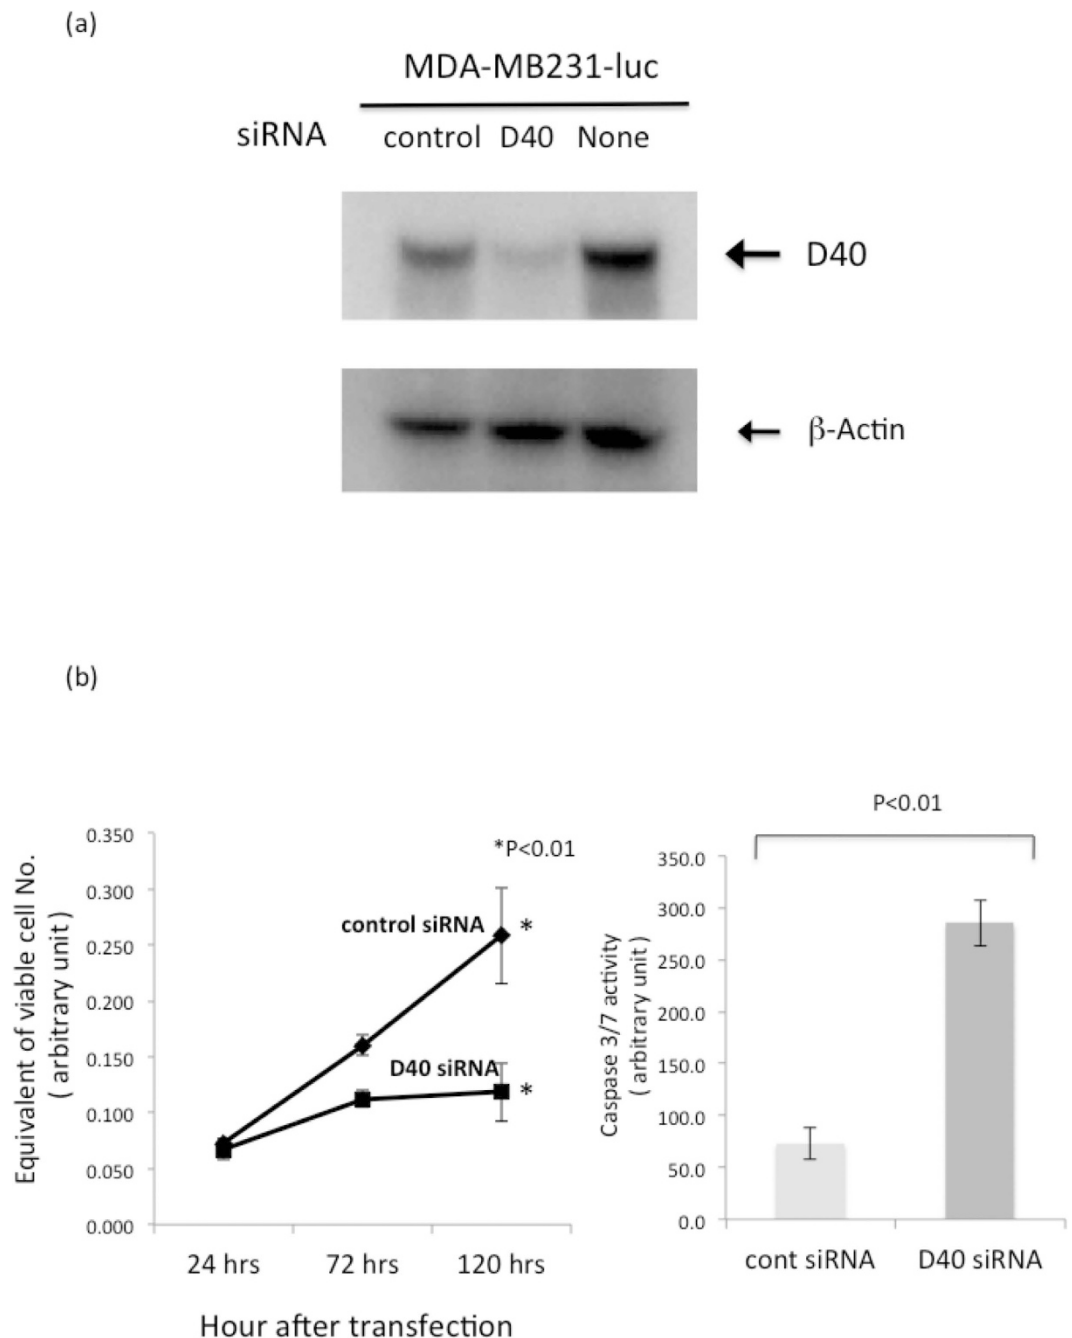 (a)
MDA-MB231-luc
siRNA control D40 None
D40
β-Actin
(b)
P<0.01
*P<0.01
Equivalent of viable cell No.
( arbitrary unit )
0.350
0.300
0.250
0.200
0.150
0.100
0.050
0.000
control siRNA *
D40 siRNA *
24 hrs 72 hrs 120 hrs
Hour after transfection
Caspase 3/7 activity
( arbitrary unit )
350.0
300.0
250.0
200.0
150.0
100.0
50.0
0.0
cont siRNA D40 siRNA